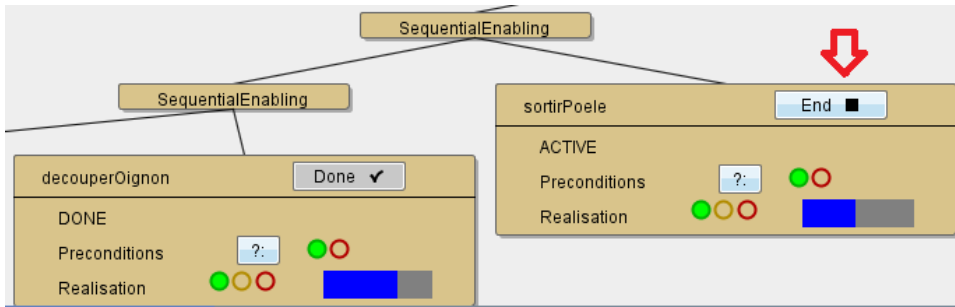 SequentialEnabling
SequentialEnabling
sortirPoele End
ACTIVE
Preconditions ?:
Realisation
decouperOignon Done ✔
DONE
Preconditions ?:
Realisation